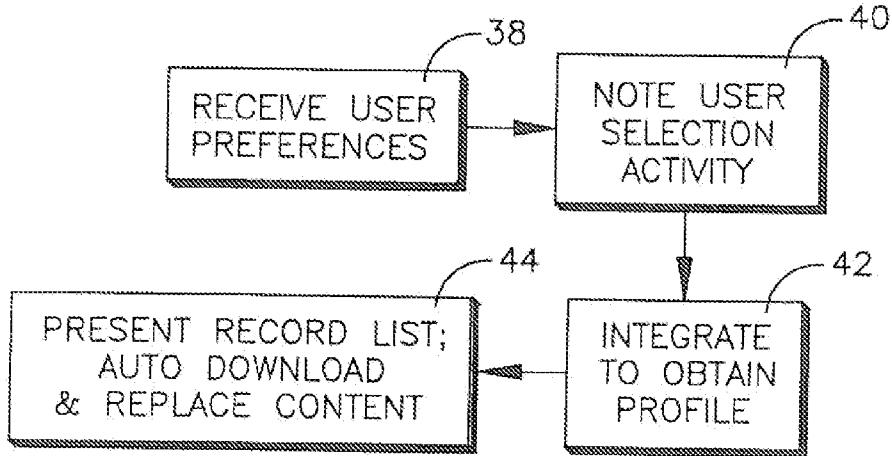 38
RECEIVE USER
PREFERENCES
40
NOTE USER
SELECTION
ACTIVITY
42
INTEGRATE
TO OBTAIN
PROFILE
44
PRESENT RECORD LIST;
AUTO DOWNLOAD
& REPLACE CONTENT